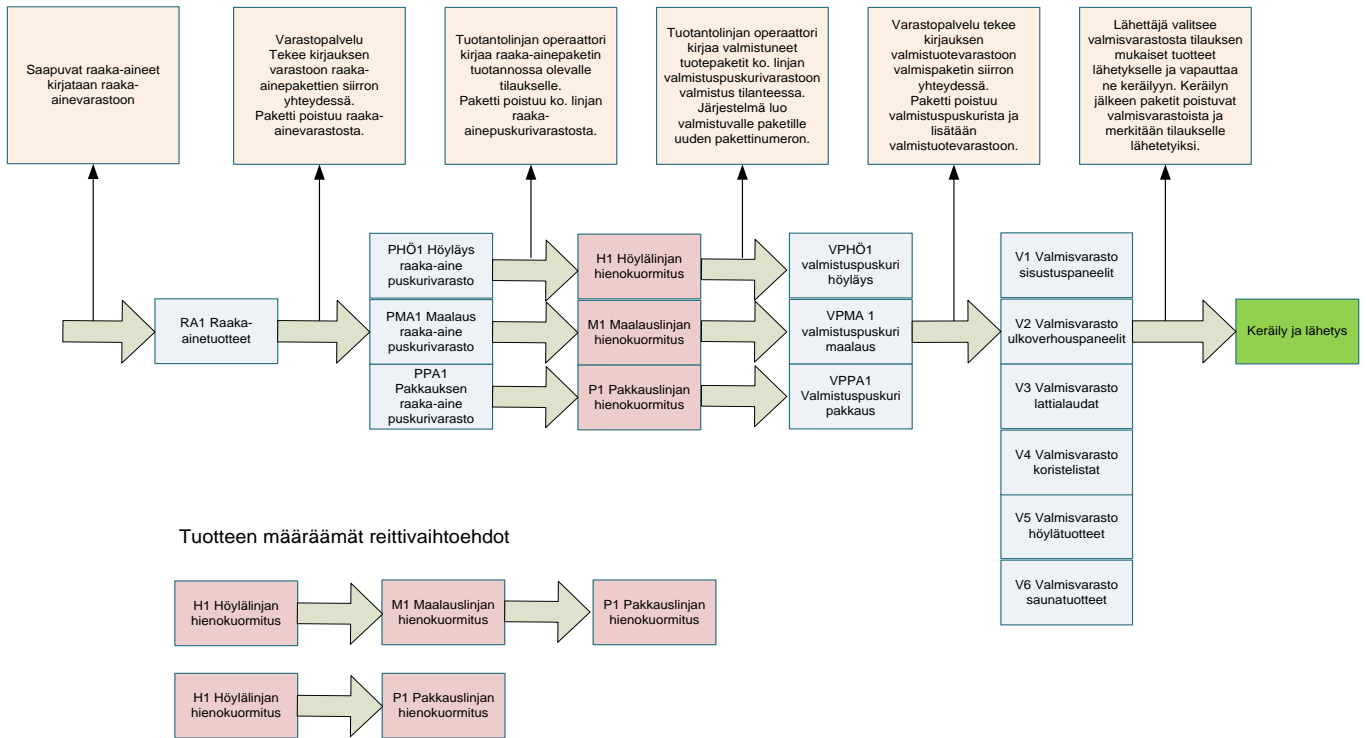 Saapuvat raaka-aineet
kirjataan raaka-
ainevarastoon
Varastopalvelu
Tekee kirjauksen
varastoon raaka-
ainepakettien siirron
yhteydessä.
Paketti poistuu raaka-
ainevarastosta.
Tuotantolinjan operaattori
kirjaa raaka-ainepaketin
tuotannossa olevalle
tilaukselle.
Paketti poistuu ko. linjan
raaka-
ainepuskurivarastosta.
Tuotantolinjan operaattori
kirjaa valmistuneet
tuotepaketit ko. linjan
valmistuspuskurivarastoon
valmistus tilanteessa.
Järjestelmä luo
valmistuvalle paketille
uuden pakettinumeron.
Varastopalvelu tekee
kirjauksen
valmistuotevarastoon
valmispaketin siirron
yhteydessä.
Paketti poistuu
valmistuspuskurista ja
lisätään
valmistuotevarastoon.
Lähettäjä valitsee
valmisvarastosta tilauksen
mukaiset tuotteet
lähetykselle ja vapauttaa
ne keräilyyn. Keräilyn
jälkeen paketit poistuvat
valmisvarastoista ja
merkitään tilaukselle
lähetetyiksi.
RA1 Raaka-
ainetuotteet
PHÖ1 Höyläys
raaka-aine
puskurivarasto
PMA1 Maalaus
raaka-aine
puskurivarasto
PPA1
Pakkauksen
raaka-aine
puskurivarasto
H1 Höylälinjan
hienokuormitus
M1 Maalauslinjan
hienokuormitus
P1 Pakkauslinjan
hienokuormitus
VPHÖ1
valmistuspuskuri
höyläys
VPMA 1
valmistuspuskuri
maalaus
VPPA1
Valmistuspuskuri
pakkaus
V1 Valmisvarasto
sisustuspaneelit
V2 Valmisvarasto
ulkoverhouspaneelit
V3 Valmisvarasto
lattialaudat
V4 Valmisvarasto
koristelistat
V5 Valmisvarasto
höylätuotteet
V6 Valmisvarasto
saunatuotteet
Keräily ja lähetys
Tuotteen määräämät reittivaihtoehdot
H1 Höylälinjan
hienokuormitus
M1 Maalauslinjan
hienokuormitus
P1 Pakkauslinjan
hienokuormitus
H1 Höylälinjan
hienokuormitus
P1 Pakkauslinjan
hienokuormitus